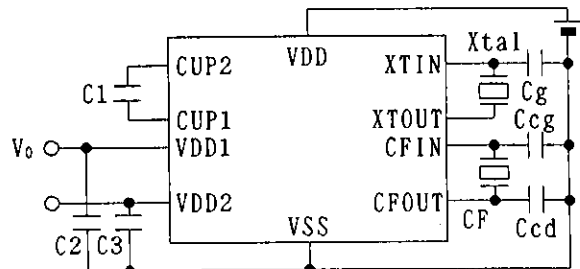 VDD
Xtal
CUP2
XTIN
C1
Cg
CUP1
XTOUT
Ccg
V0
VDD1
CFIN
VDD2
CFOUT
CF
C2
C3
VSS
Ccd